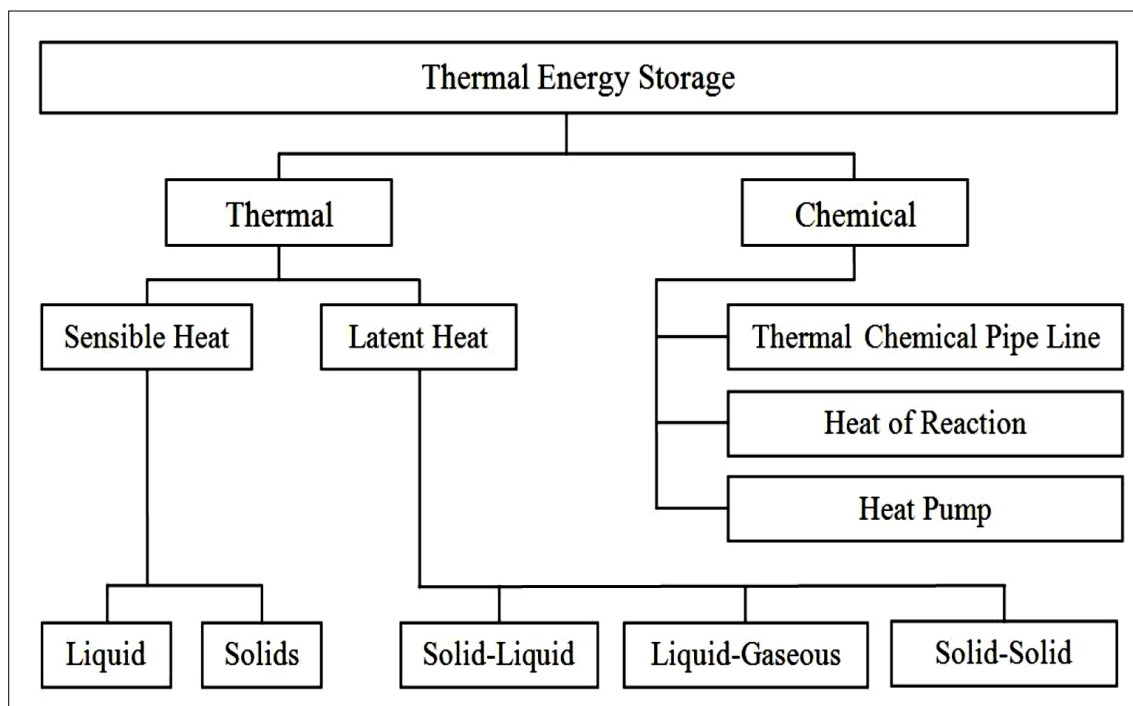 Thermal Energy Storage
Thermal
Chemical
Sensible Heat
Latent Heat
Thermal Chemical Pipe Line
Heat of Reaction
Heat Pump
Liquid
Solids
Solid-Liquid
Liquid-Gaseous
Solid-Solid